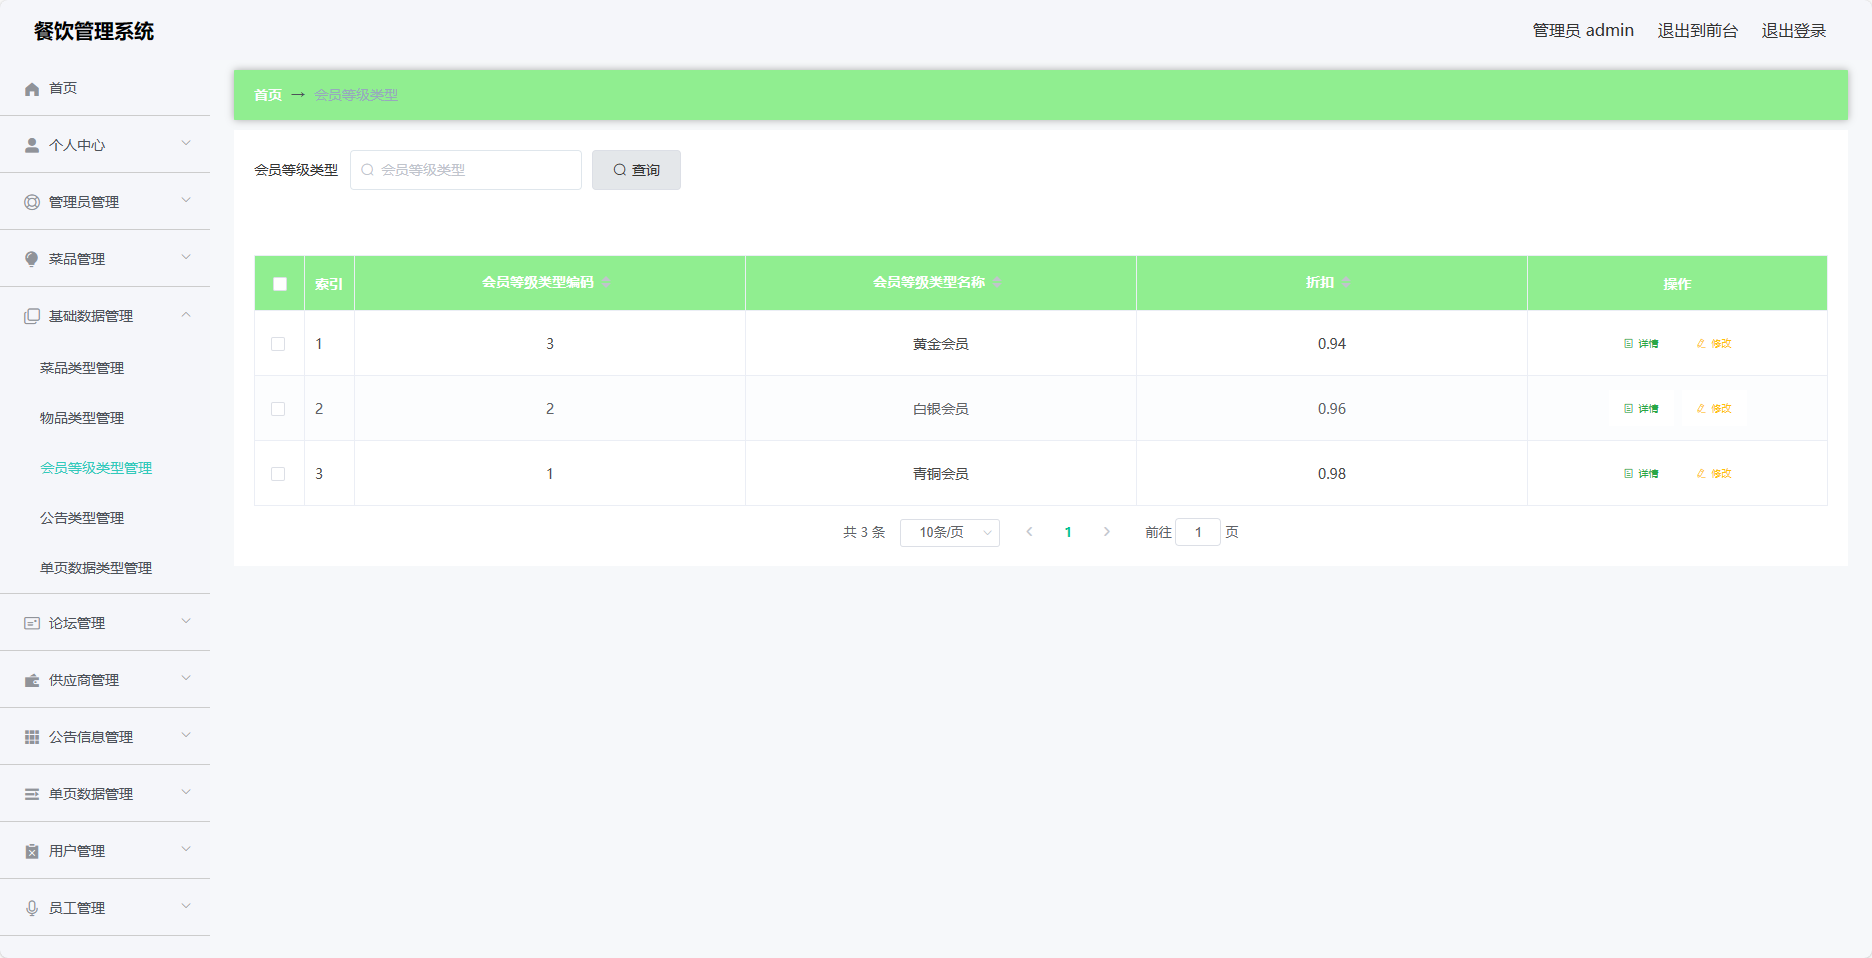 餐饮管理系统
管理员 admin 退出到前台 退出登录
首页
个人中心
管理员管理
菜品管理
基础数据管理
菜品类型管理
物品类型管理
会员等级类型管理
公告类型管理
单页数据类型管理
论坛管理
供应商管理
公告信息管理
单页数据管理
用户管理
员工管理
首页 → 会员等级类型
会员等级类型 会员等级类型 查询
索引 会员等级类型编码 会员等级类型名称 折扣 操作
1 3 黄金会员 0.94 详情 修改
2 2 白银会员 0.96 详情 修改
3 1 青铜会员 0.98 详情 修改
共 3 条 10条/页 1 前往 1 页